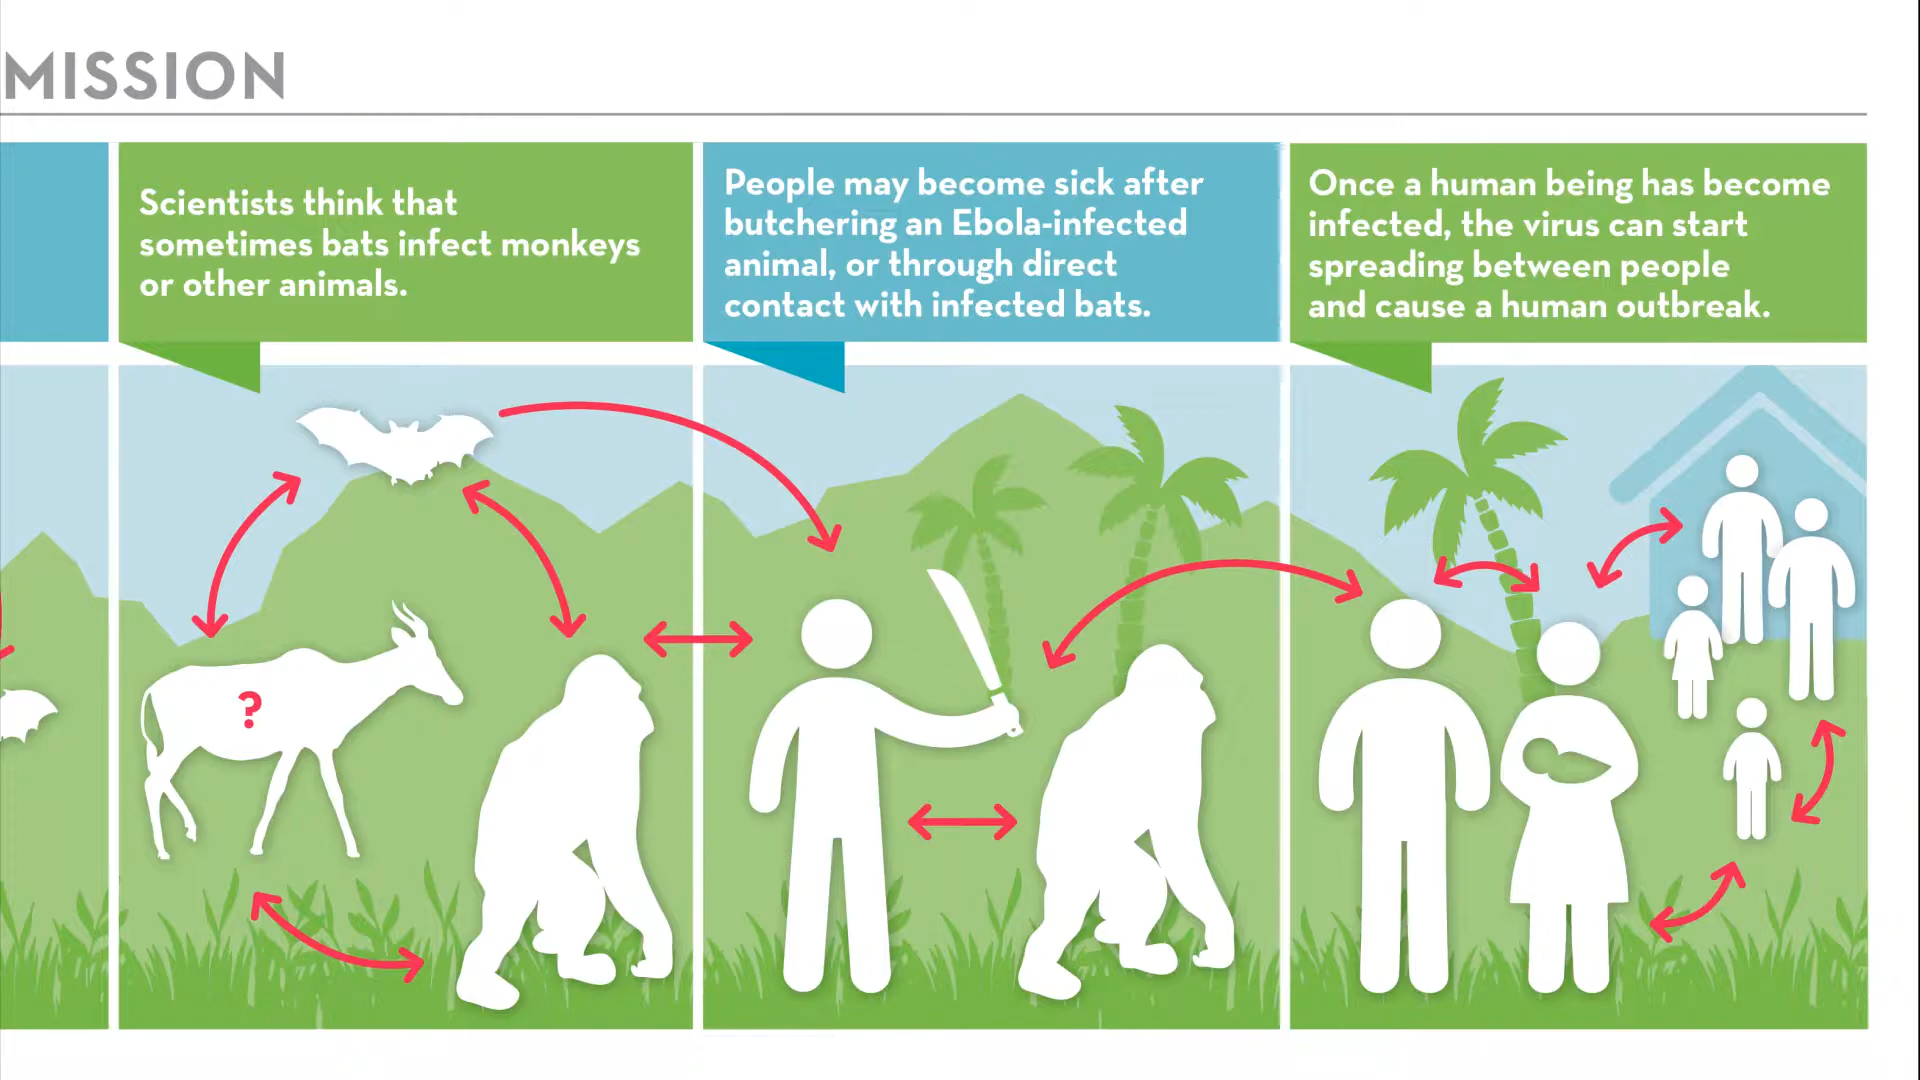 MISSION
Scientists think that
sometimes bats infect monkeys
or other animals.
People may become sick after
butchering an Ebola-infected
animal, or through direct
contact with infected bats.
Once a human being has become
infected, the virus can start
spreading between people
and cause a human outbreak.
?